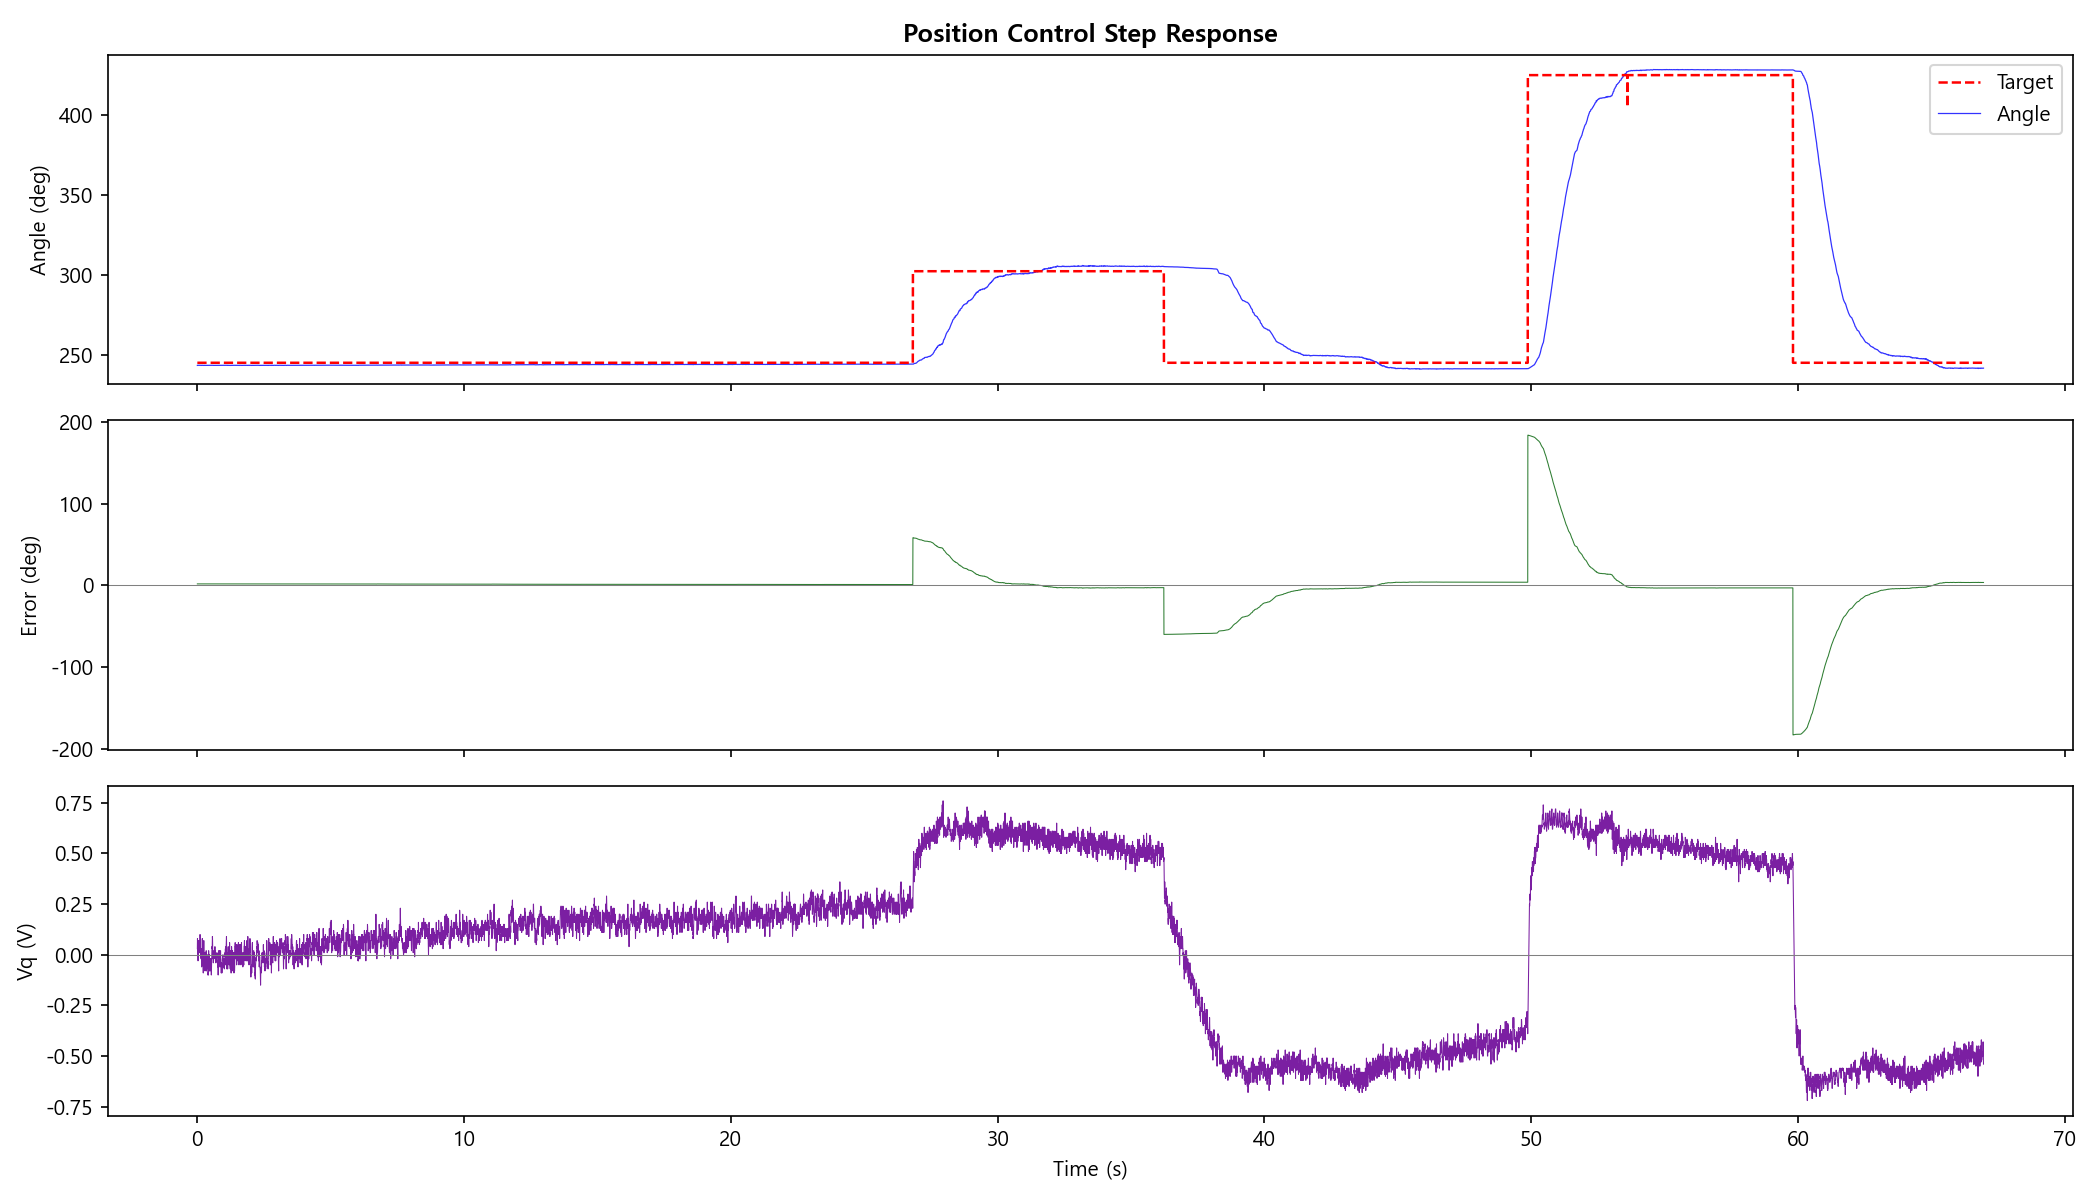 Position Control Step Response
Target
Angle
Angle (deg)
400
350
300
250
Error (deg)
200
100
0
-100
-200
Vq (V)
0.75
0.50
0.25
0.00
-0.25
-0.50
-0.75
0 10 20 30 40 50 60 70
Time (s)